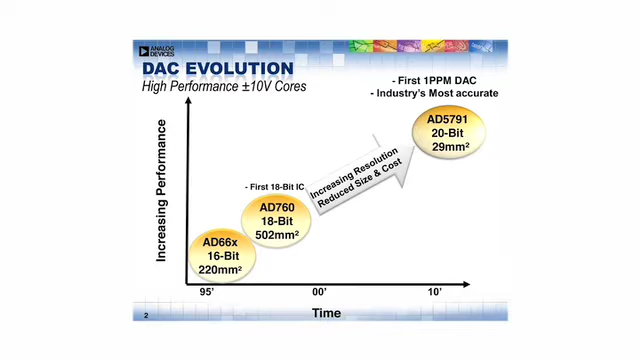 ANALOG
DEVICES
DAC EVOLUTION
High Performance ±10V Cores
- First 1PPM DAC
- Industry's Most accurate
AD5791
20-Bit
29mm²
Increasing Resolution
Reduced Size & Cost
- First 18-Bit IC
AD760
18-Bit
502mm²
AD66x
16-Bit
220mm²
Increasing Performance
95'
00'
10'
Time
2